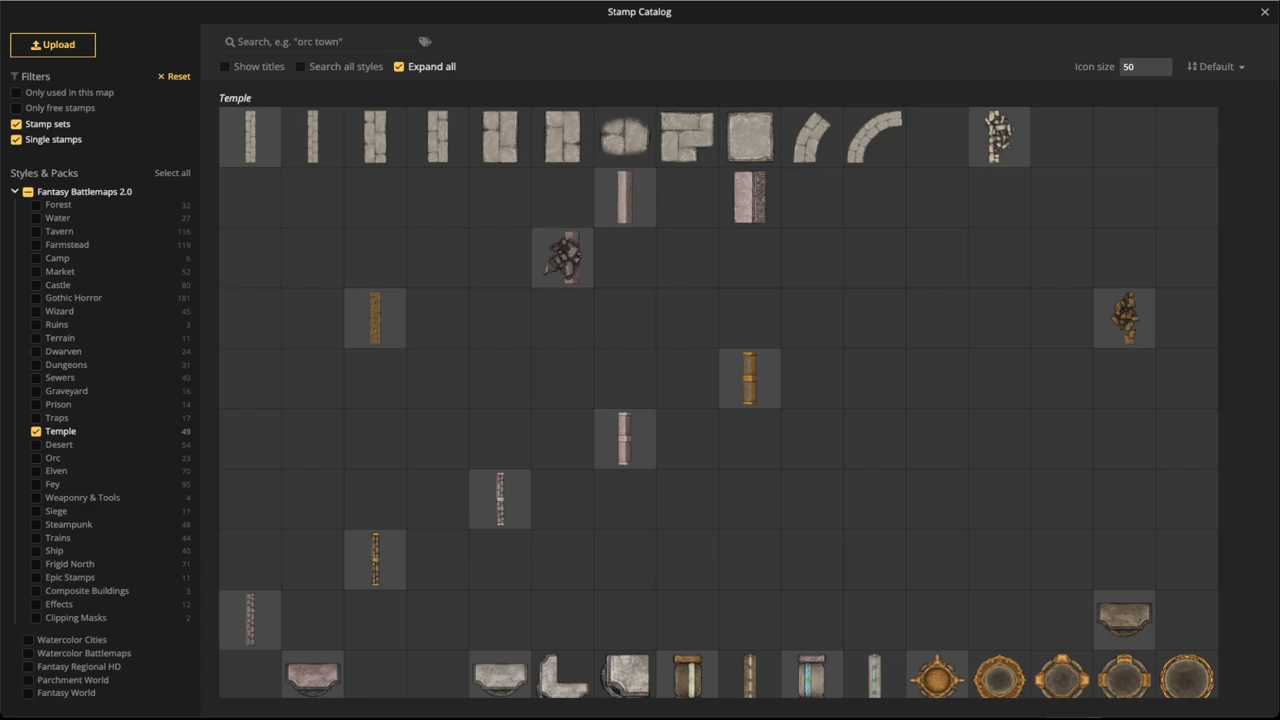 Stamp Catalog
Upload
Search, e.g. "orc town"
Show titles
Search all styles
Expand all
Icon size 50
Default
Filters
Reset
Only used in this map
Only free stamps
Stamp sets
Single stamps
Styles & Packs
Select all
Fantasy Battlemaps 2.0
Forest 32
Water 27
Tavern 116
Farmstead 119
Camp 6
Market 52
Castle 80
Gothic Horror 181
Wizard 45
Ruins 3
Terrain 11
Dwarven 24
Dungeons 31
Sewers 40
Graveyard 16
Prison 14
Traps 17
Temple 49
Desert 54
Orc 23
Elven 70
Fey 95
Weaponry & Tools 4
Siege 11
Steampunk 48
Trains 44
Ship 40
Frigid North 71
Epic Stamps 11
Composite Buildings 3
Effects 12
Clipping Masks 2
Watercolor Cities
Watercolor Battlemaps
Fantasy Regional HD
Parchment World
Fantasy World
Temple